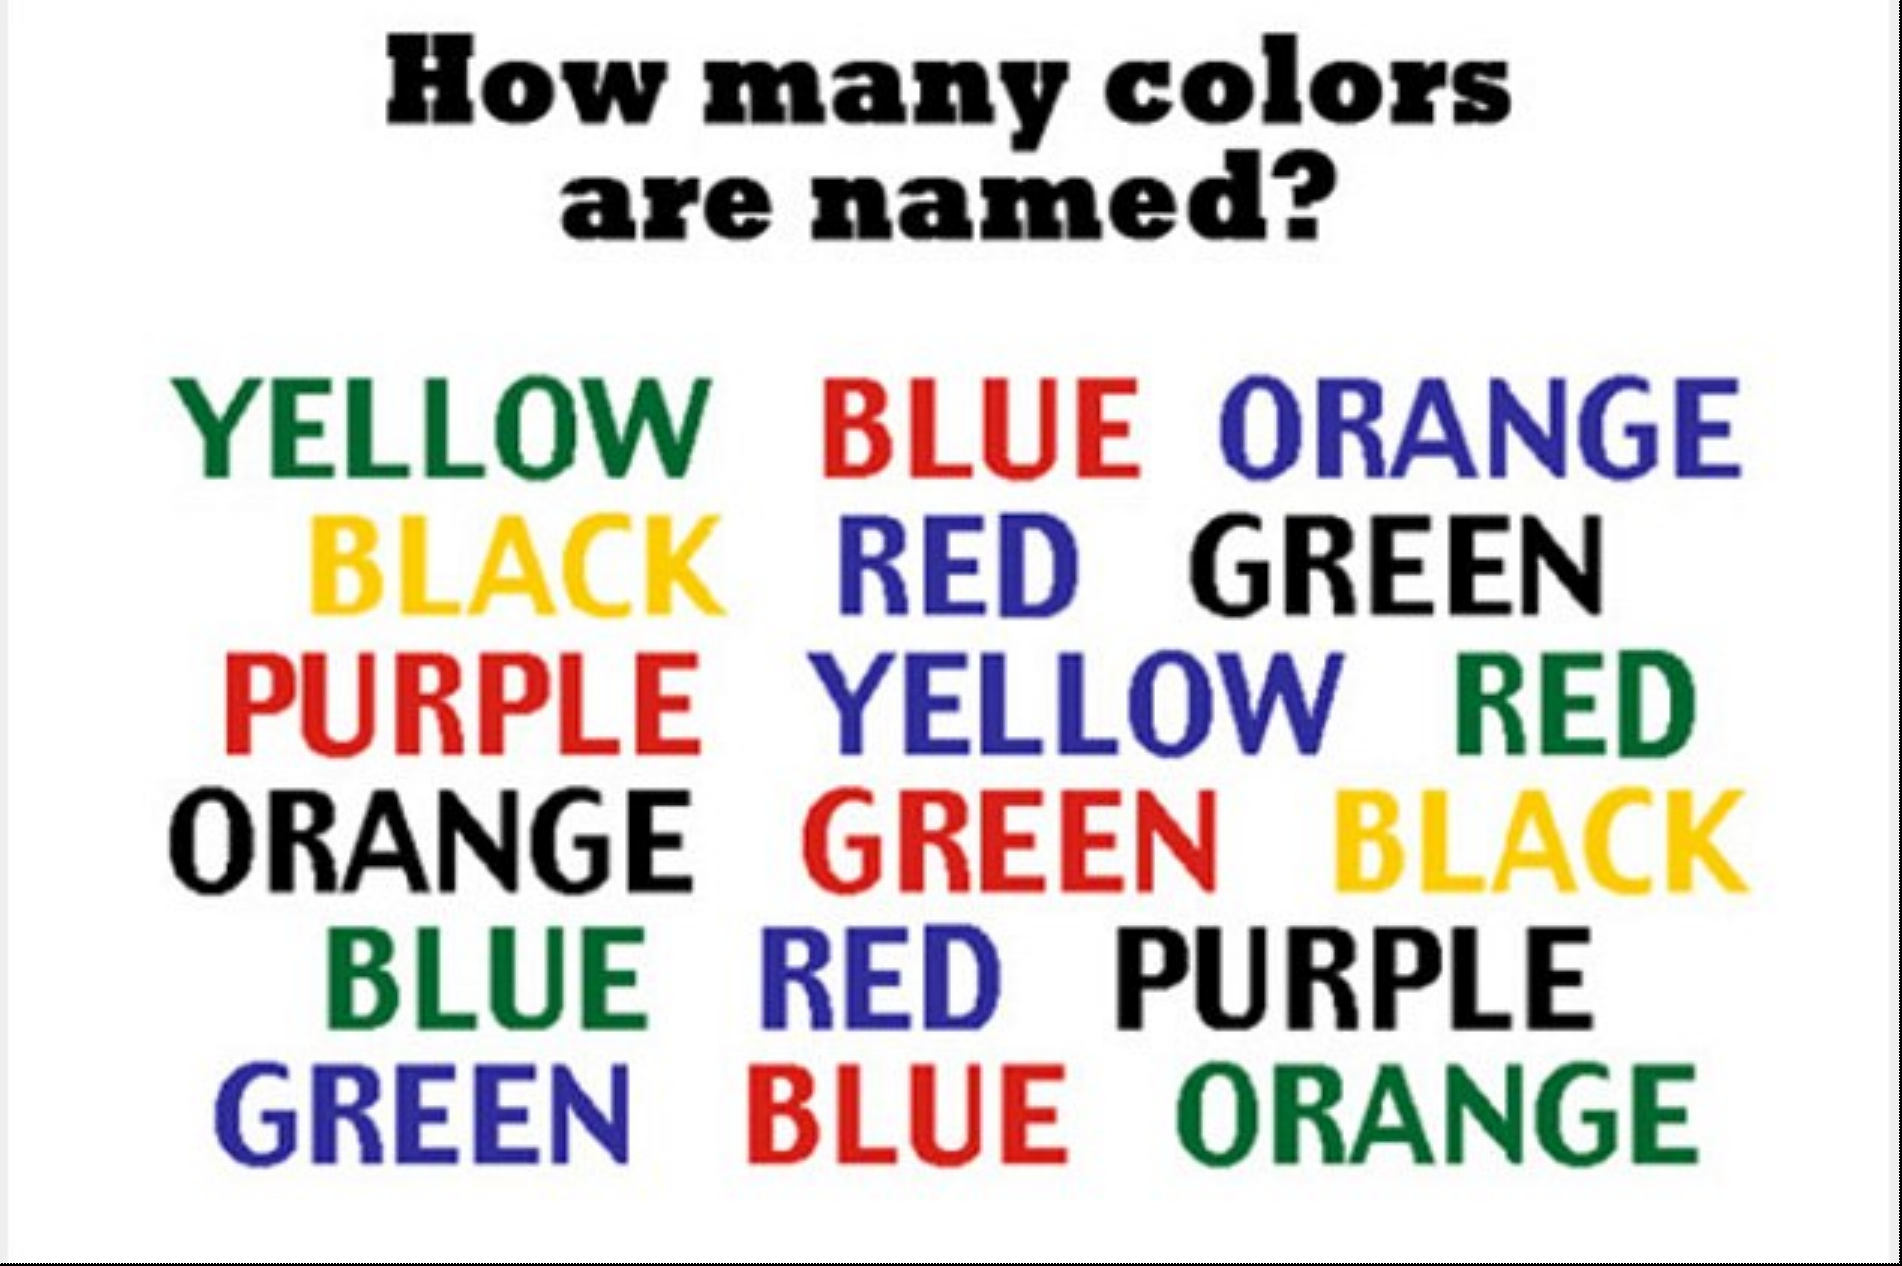 How many colors
are named?
YELLOW BLUE ORANGE
BLACK RED GREEN
PURPLE YELLOW RED
ORANGE GREEN BLACK
BLUE RED PURPLE
GREEN BLUE ORANGE